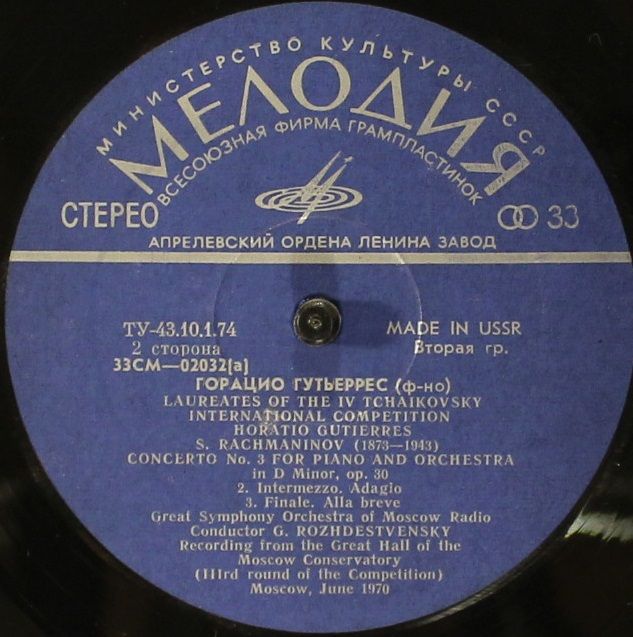 МИНИСТЕРСТВО КУЛЬТУРЫ СССР
МЕЛОДИЯ
ВСЕСОЮЗНАЯ ФИРМА ГРАМПЛАСТИНОК
СТЕРЕО
33
АПРЕЛЕВСКИЙ ОРДЕНА ЛЕНИНА ЗАВОД
ТУ-43.10.1.74
MADE IN USSR
2 сторона
Вторая гр.
33СМ—02032(а)
ГОРАЦИО ГУТЬЕРРЕС (ф-но)
LAUREATES OF THE IV TCHAIKOVSKY
INTERNATIONAL COMPETITION
HORATIO GUTIERRES
S. RACHMANINOV (1873—1943)
CONCERTO No. 3 FOR PIANO AND ORCHESTRA
in D Minor, op. 30
2. Intermezzo. Adagio
3. Finale. Alla breve
Great Symphony Orchestra of Moscow Radio
Conductor G. ROZHDESTVENSKY
Recording from the Great Hall of the
Moscow Conservatory
(IIIrd round of the Competition)
Moscow, June 1970